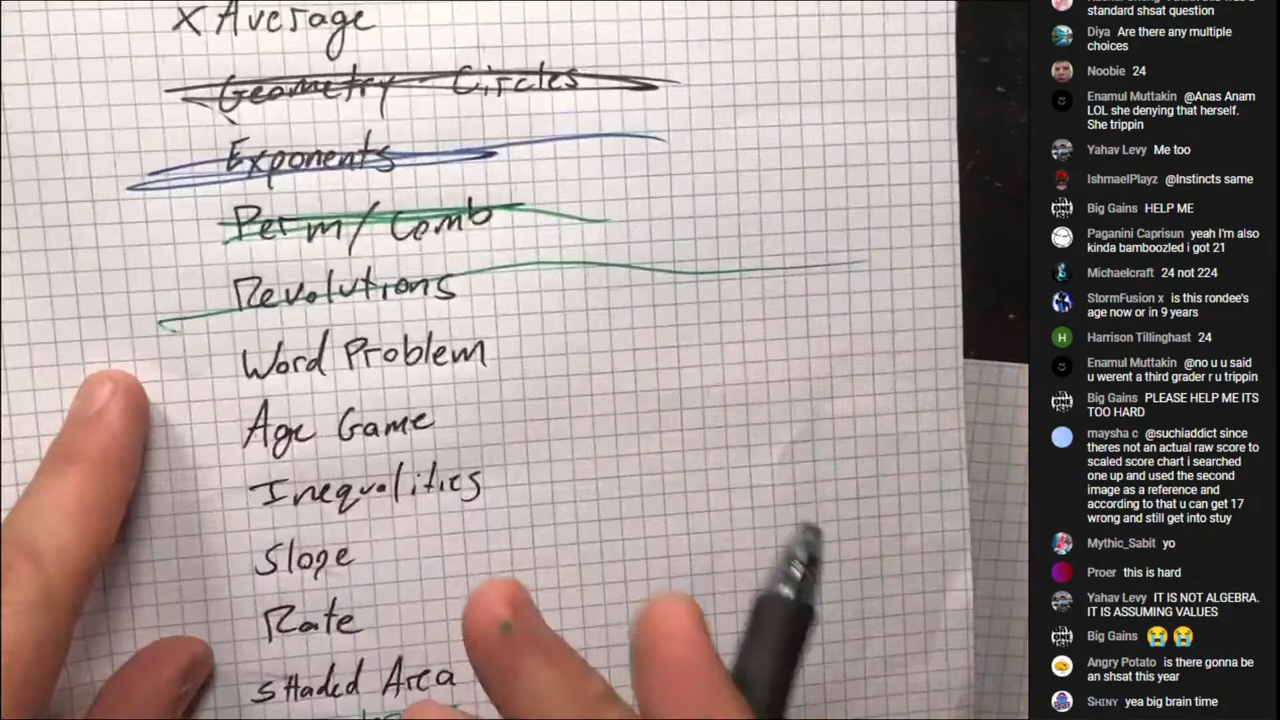 x Average
Geometry Circles
Exponents
Perm/Comb
Revolutions
Word Problem
Age Game
Inequalities
Slope
Rate
sHaded Area
standard shsat question
Diya Are there any multiple
choices
Noobie 24
Enamul Muttakin @Anas Anam
LOL she denying that herself.
She trippin
Yahav Levy Me too
IshmaelPlayz @Instincts same
Big Gains HELP ME
Paganini Caprisun yeah I'm also
kinda bamboozled i got 21
Michaelcraft 24 not 224
StormFusion x is this rondee's
age now or in 9 years
Harrison Tillinghast 24
Enamul Muttakin @no u u said
u werent a third grader r u trippin
Big Gains PLEASE HELP ME ITS
TOO HARD
maysha c @suchiaddict since
theres not an actual raw score to
scaled score chart i searched
one up and used the second
image as a reference and
according to that u can get 17
wrong and still get into stuy
Mythic_Sabit yo
Proer this is hard
Yahav Levy IT IS NOT ALGEBRA.
IT IS ASSUMING VALUES
Big Gains 😭😭
Angry Potato is there gonna be
an shsat this year
SHINY yea big brain time